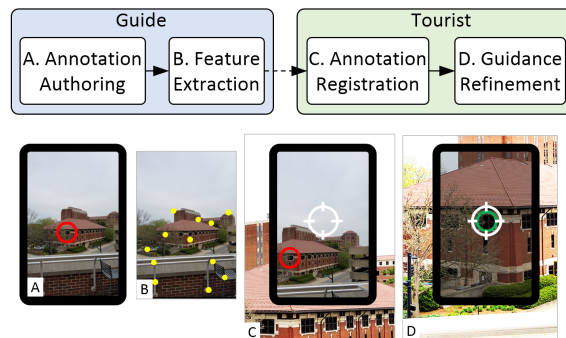 Guide
Tourist
A. Annotation
Authoring
B. Feature
Extraction
C. Annotation
Registration
D. Guidance
Refinement
A
B
C
D